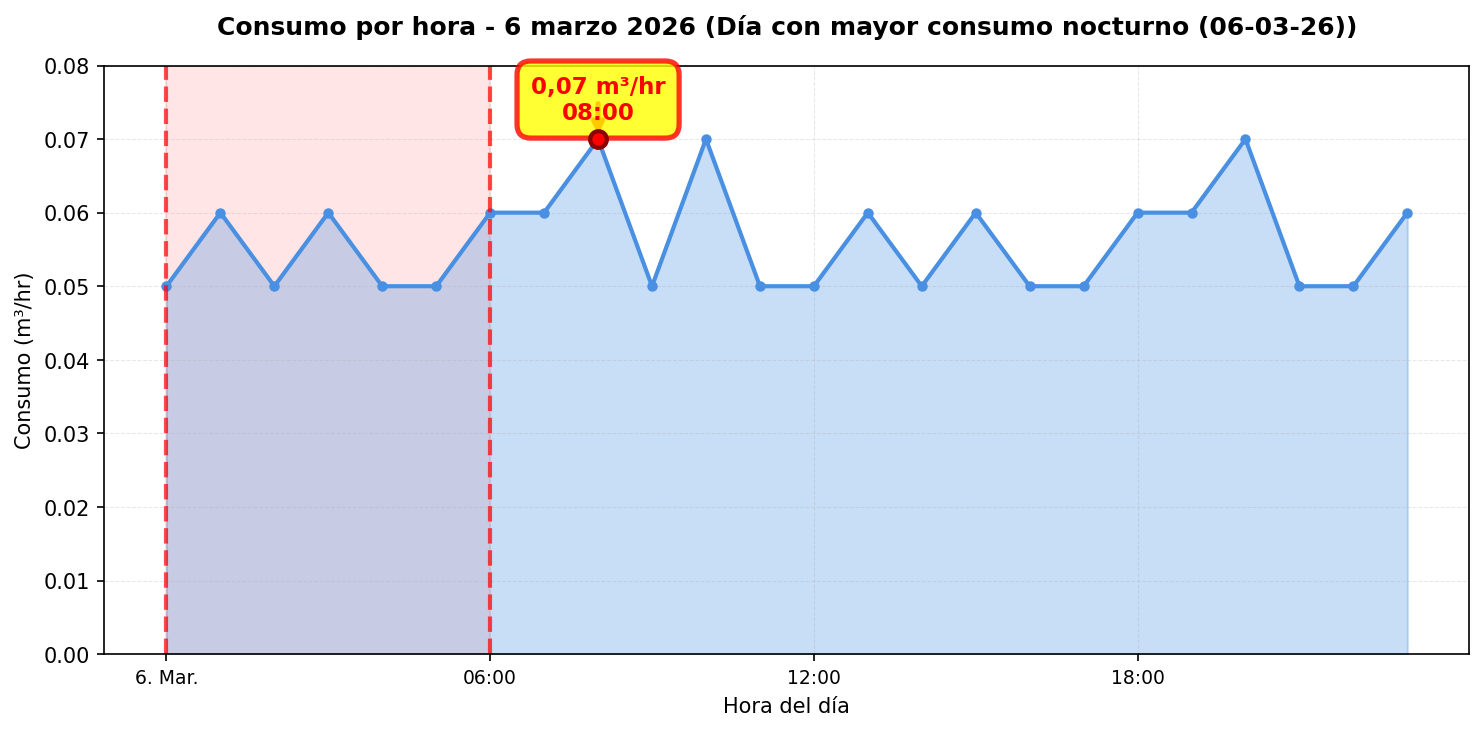 Consumo por hora - 6 marzo 2026 (Día con mayor consumo nocturno (06-03-26))
0,07 m³/hr
08:00
Consumo (m³/hr)
0.08
0.07
0.06
0.05
0.04
0.03
0.02
0.01
0.00
6. Mar.
06:00
12:00
18:00
Hora del día